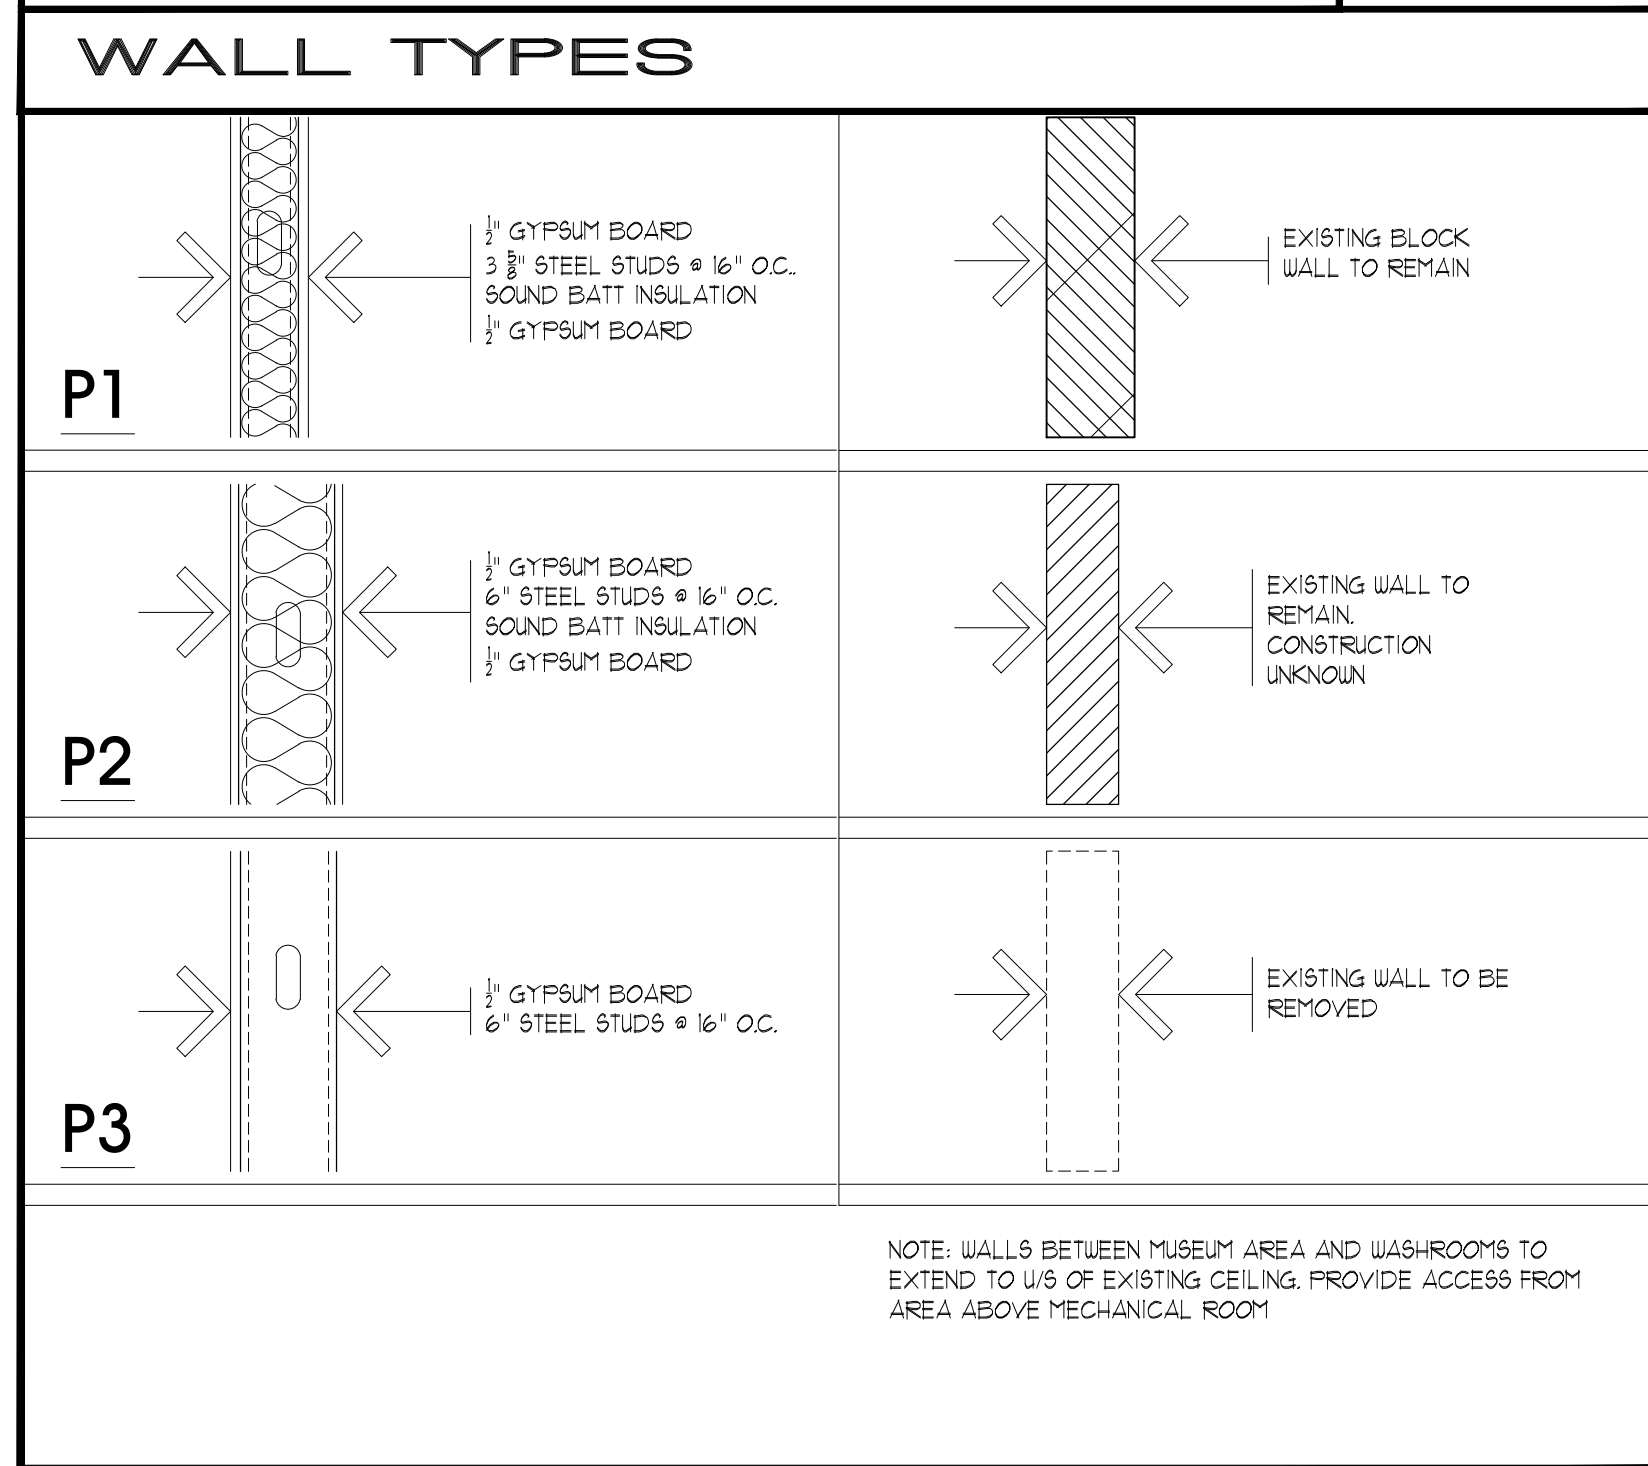 WALL TYPES
½" GYPSUM BOARD
3 ⅝" STEEL STUDS @ 16" O.C..
SOUND BATT INSULATION
½" GYPSUM BOARD
P1
EXISTING BLOCK
WALL TO REMAIN
½" GYPSUM BOARD
6" STEEL STUDS @ 16" O.C.
SOUND BATT INSULATION
½" GYPSUM BOARD
P2
EXISTING WALL TO
REMAIN.
CONSTRUCTION
UNKNOWN
½" GYPSUM BOARD
6" STEEL STUDS @ 16" O.C.
P3
EXISTING WALL TO BE
REMOVED
NOTE: WALLS BETWEEN MUSEUM AREA AND WASHROOMS TO
EXTEND TO U/S OF EXISTING CEILING. PROVIDE ACCESS FROM
AREA ABOVE MECHANICAL ROOM